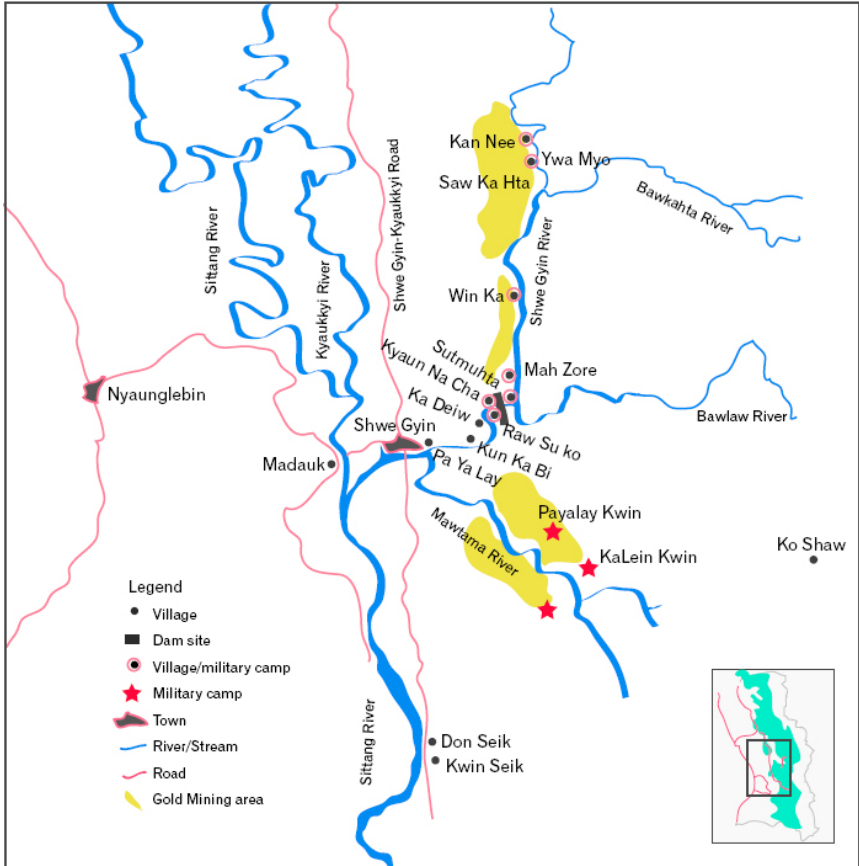 Kan Nee
Ywa Myo
Saw Ka Hta
Bawkahta River
Sittang River
Kyaukkyi River
Shwe Gyin-Kyaukkyi Road
Shwe Gyin River
Win Ka
Sutmuhta
Mah Zore
Kyaun Na Cha
Nyaunglebin
Ka Deiw
Bawlaw River
Shwe Gyin
Raw Su ko
Kun Ka Bi
Madauk
Pa Ya Lay
Payalay Kwin
Mawtama River
KaLein Kwin
Ko Shaw
Legend
Village
Dam site
Village/military camp
Military camp
Town
River/Stream
Road
Gold Mining area
Sittang River
Don Seik
Kwin Seik